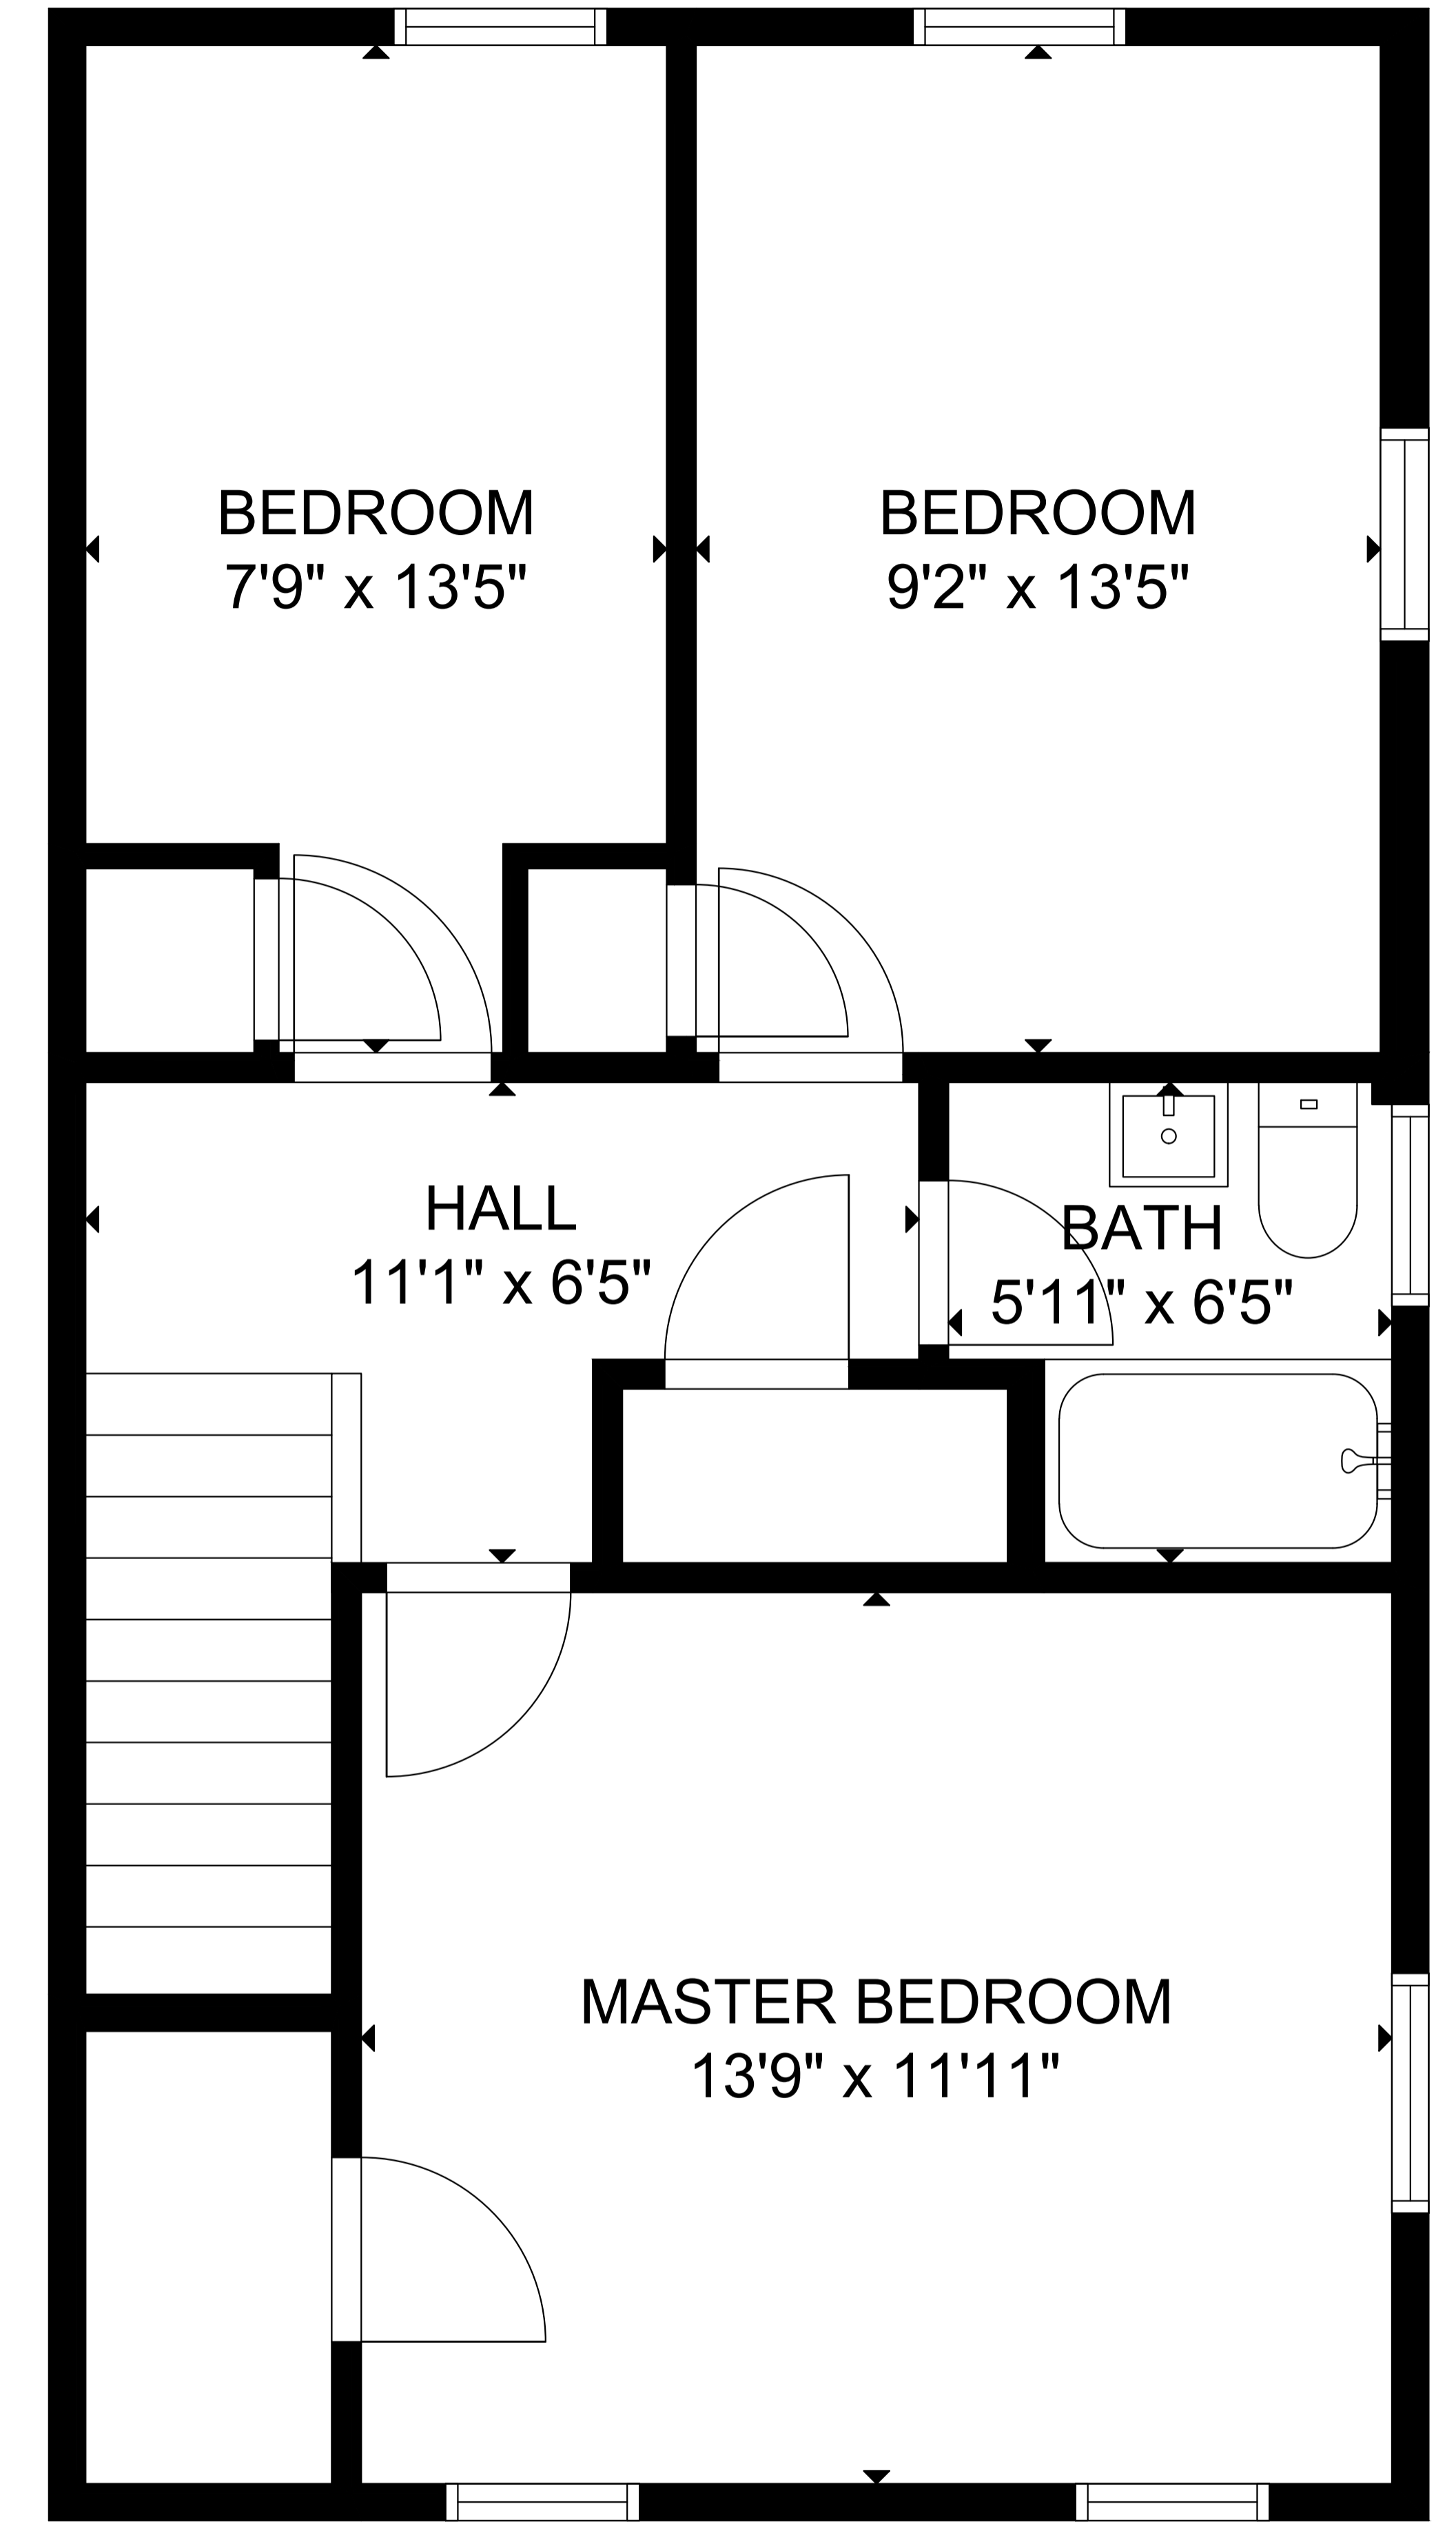 BEDROOM
7'9" x 13'5"
BEDROOM
9'2" x 13'5"
HALL
11'1" x 6'5"
BATH
5'11" x 6'5"
MASTER BEDROOM
13'9" x 11'11"